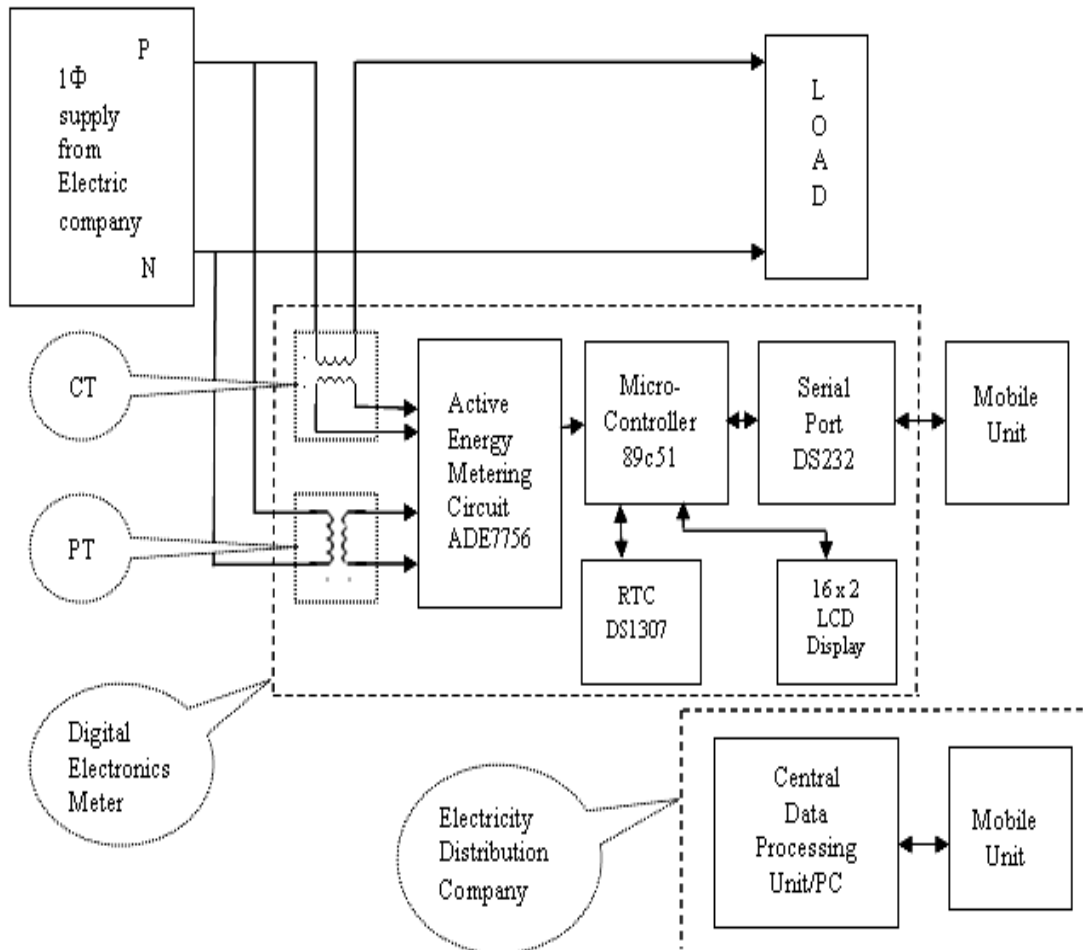 P
1Φ
supply
from
Electric
company
N
L
O
A
D
CT
PT
Active
Energy
Metering
Circuit
ADE7756
Micro-
Controller
89c51
Serial
Port
DS232
Mobile
Unit
RTC
DS1307
16 x 2
LCD
Display
Digital
Electronics
Meter
Electricity
Distribution
Company
Central
Data
Processing
Unit/PC
Mobile
Unit